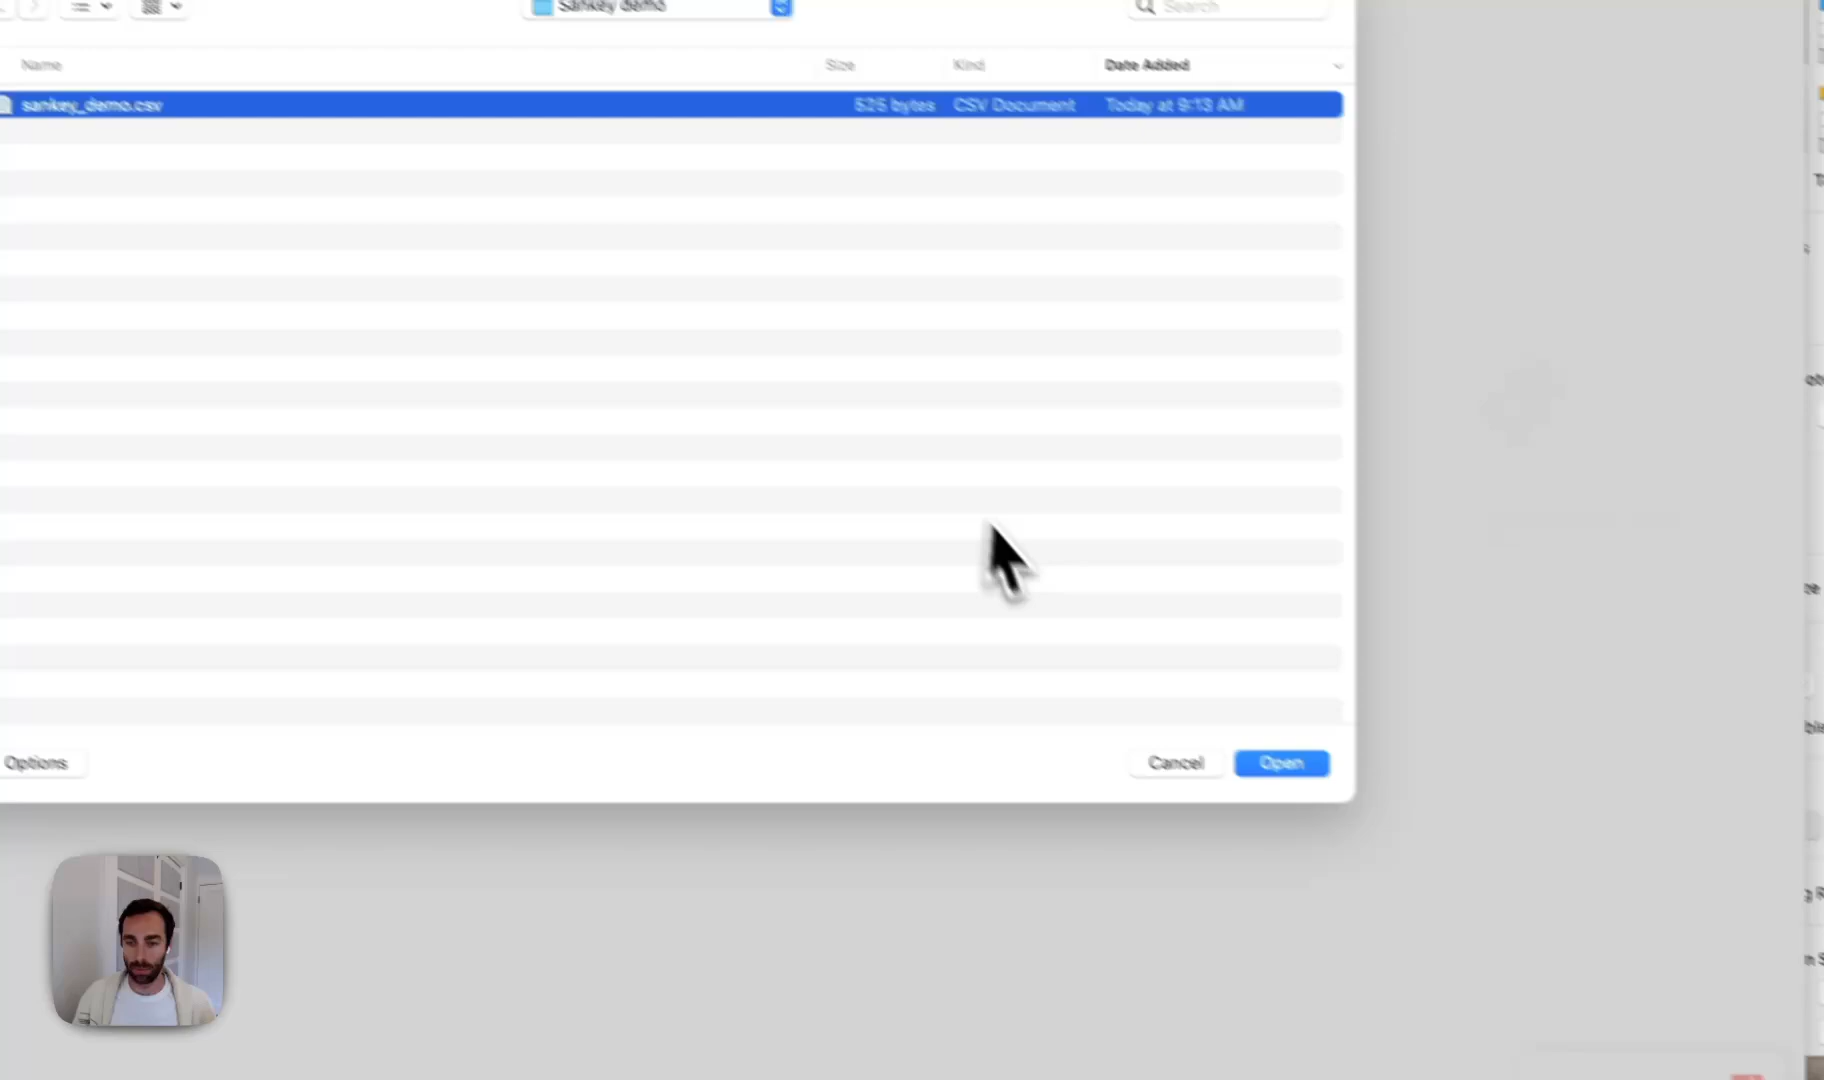 Sankey demo
Search
Name Size Kind Date Added
sankey_demo.csv 525 bytes CSV Document Today at 9:13 AM
Options Cancel Open